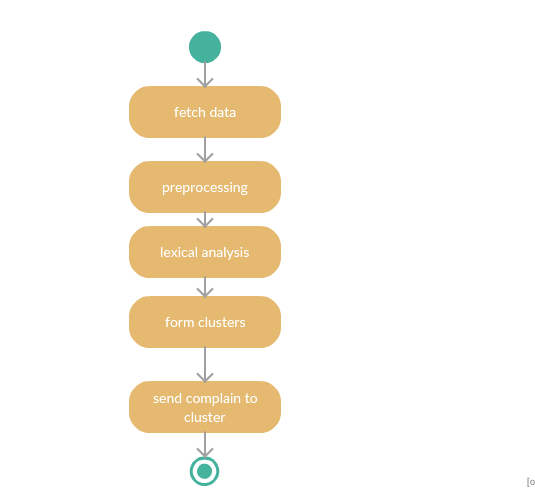 fetch data
preprocessing
lexical analysis
form clusters
send complain to
cluster
[o